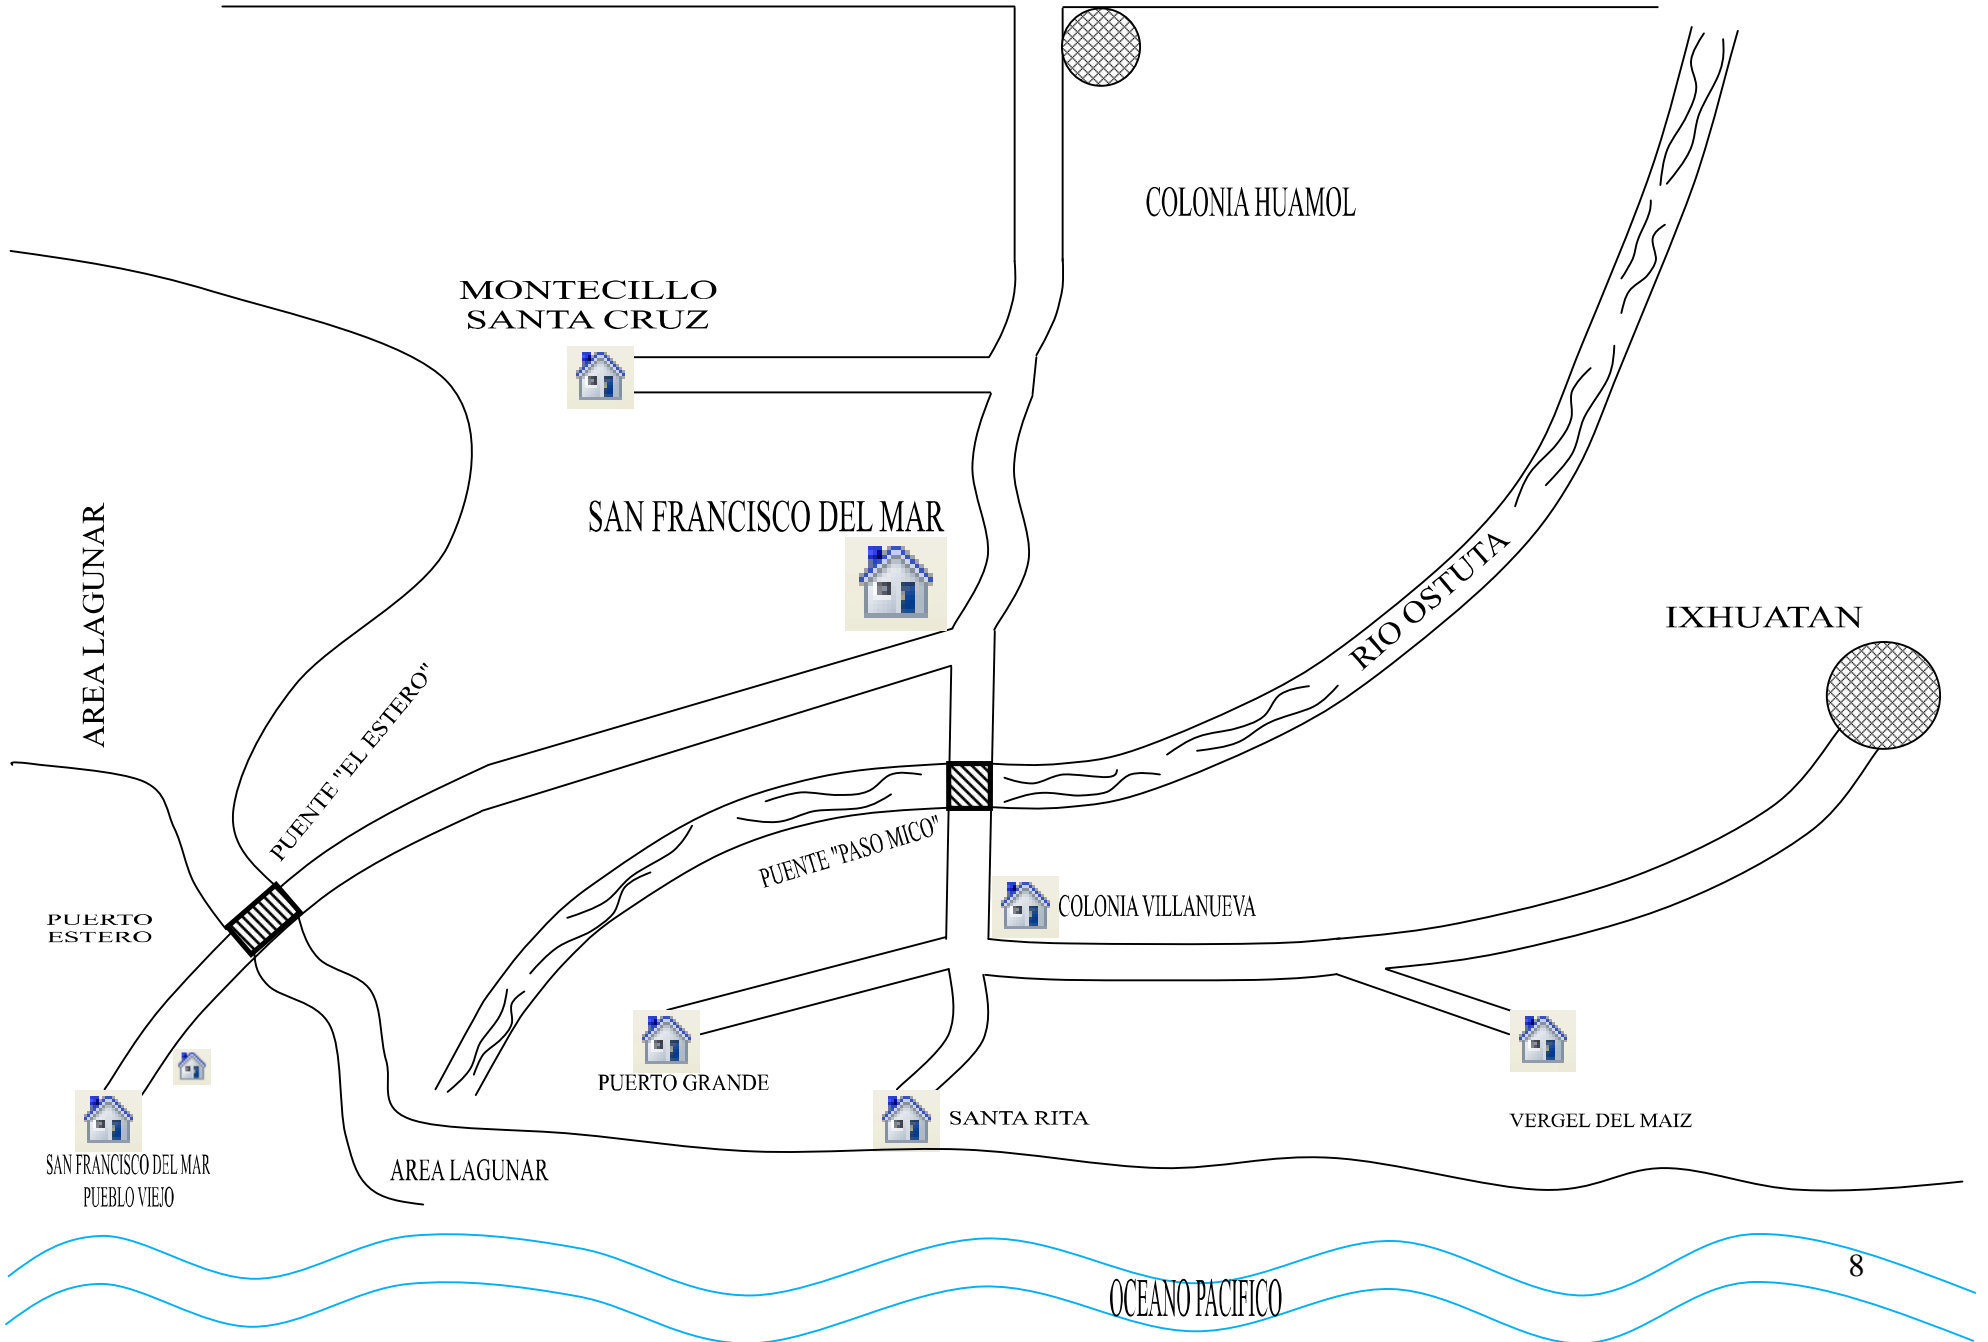 COLONIA HUAMOL
MONTECILLO
SANTA CRUZ
SAN FRANCISCO DEL MAR
AREA LAGUNAR
RIO OSTUTA
IXHUATAN
PUENTE "EL ESTERO"
PUENTE "PASO MICO"
COLONIA VILLANUEVA
PUERTO
ESTERO
PUERTO GRANDE
SANTA RITA
VERGEL DEL MAIZ
SAN FRANCISCO DEL MAR
PUEBLO VIEJO
AREA LAGUNAR
8
OCEANO PACIFICO